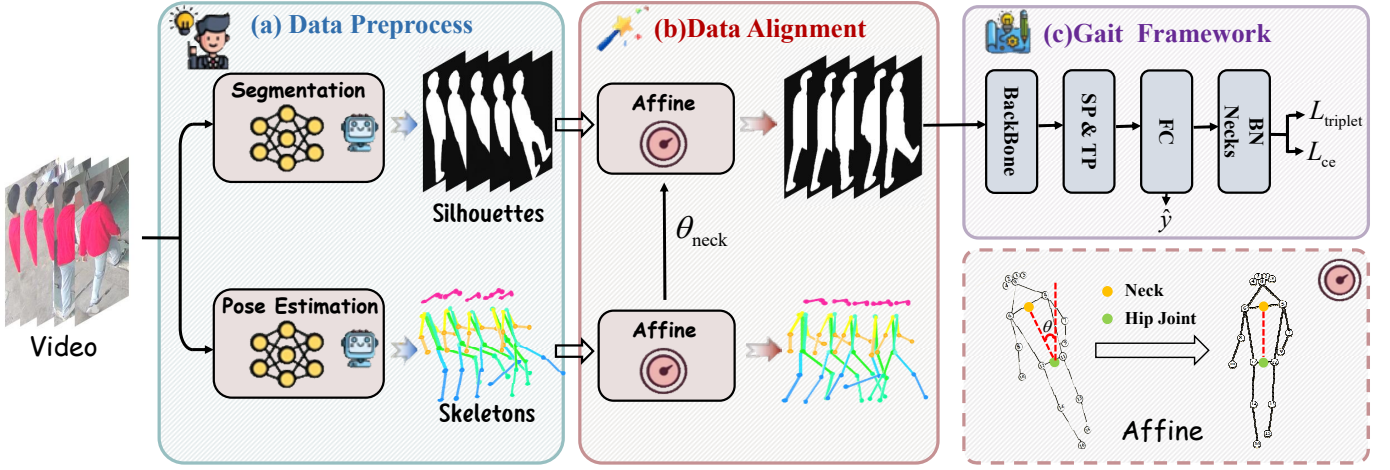 Video
(a) Data Preprocess
Segmentation
Silhouettes
Pose Estimation
Skeletons
(b)Data Alignment
Affine
θneck
Affine
(c)Gait Framework
BackBone
SP & TP
FC
BN
Necks
Ltriplet
Lce
ŷ
Neck
Hip Joint
θ
Affine